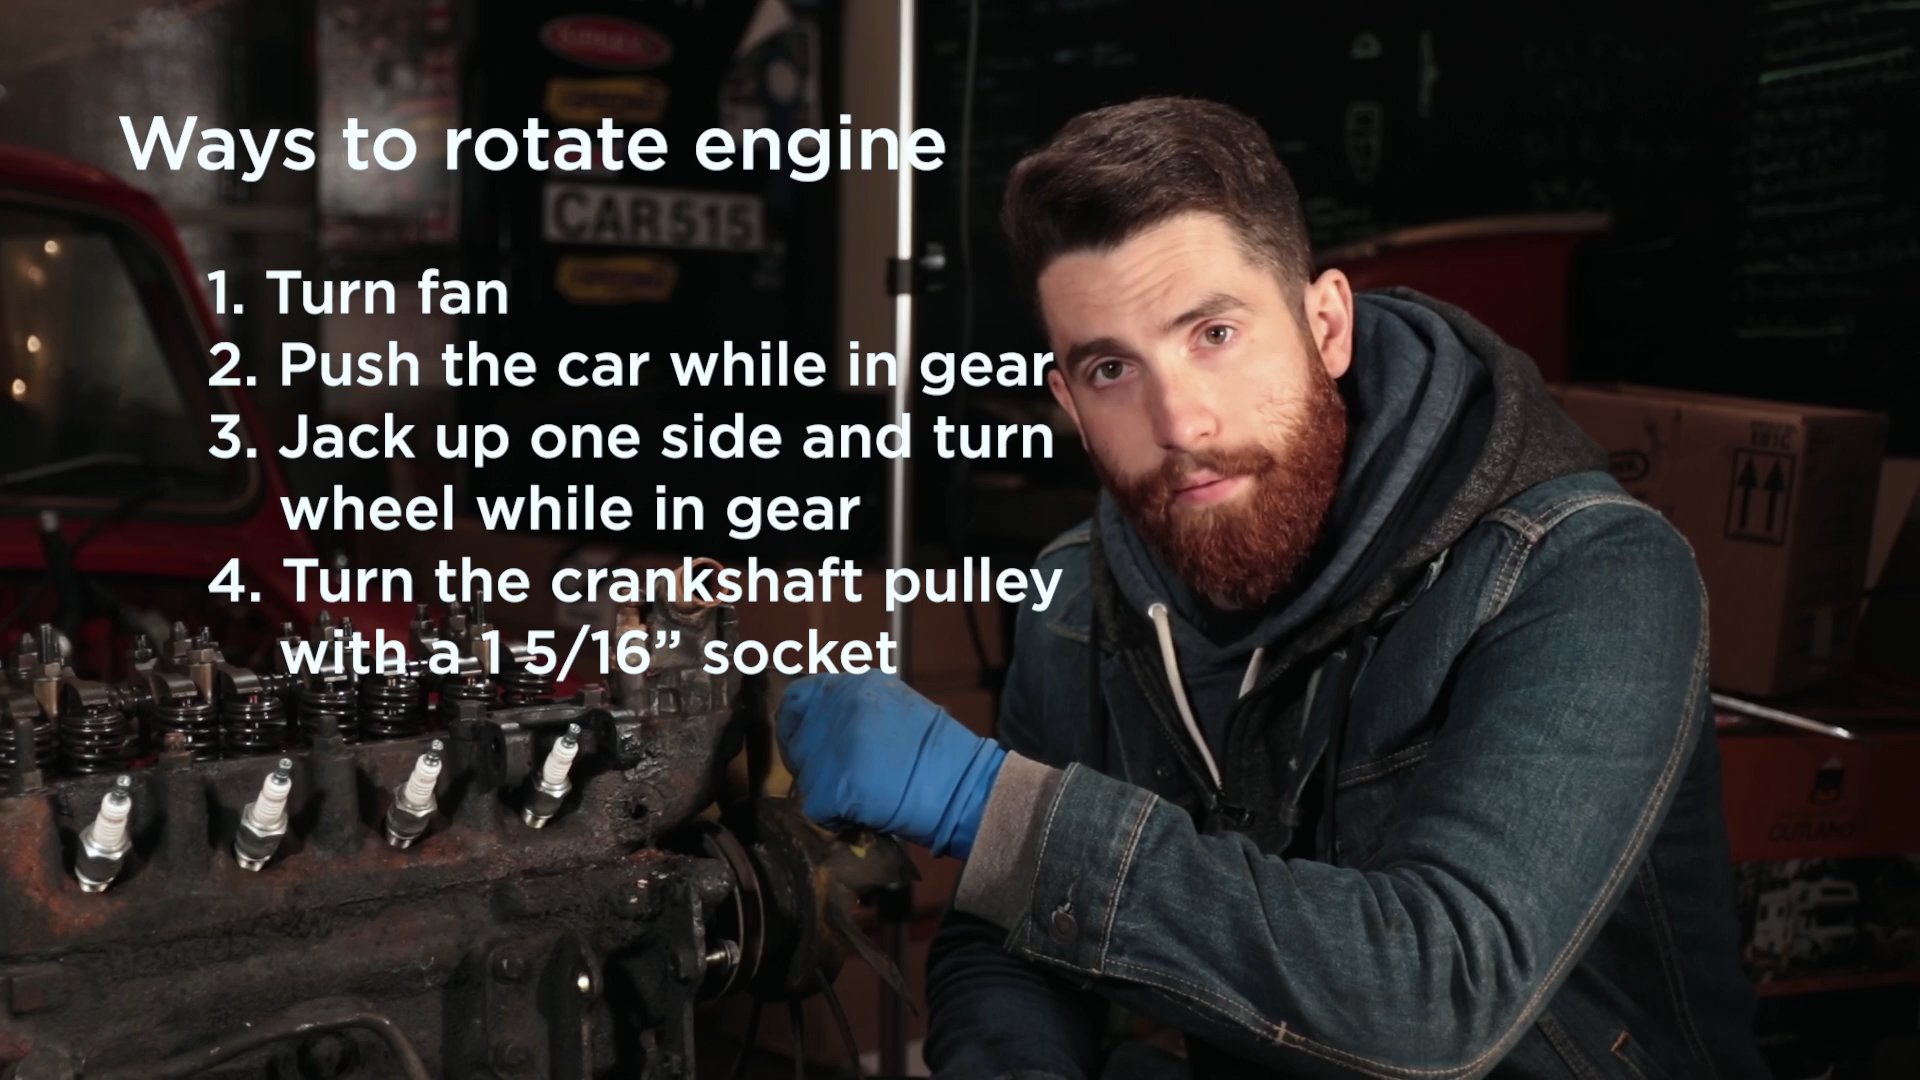 Ways to rotate engine
CAR515
1. Turn fan
2. Push the car while in gear
3. Jack up one side and turn
wheel while in gear
4. Turn the crankshaft pulley
with a 1 5/16” socket